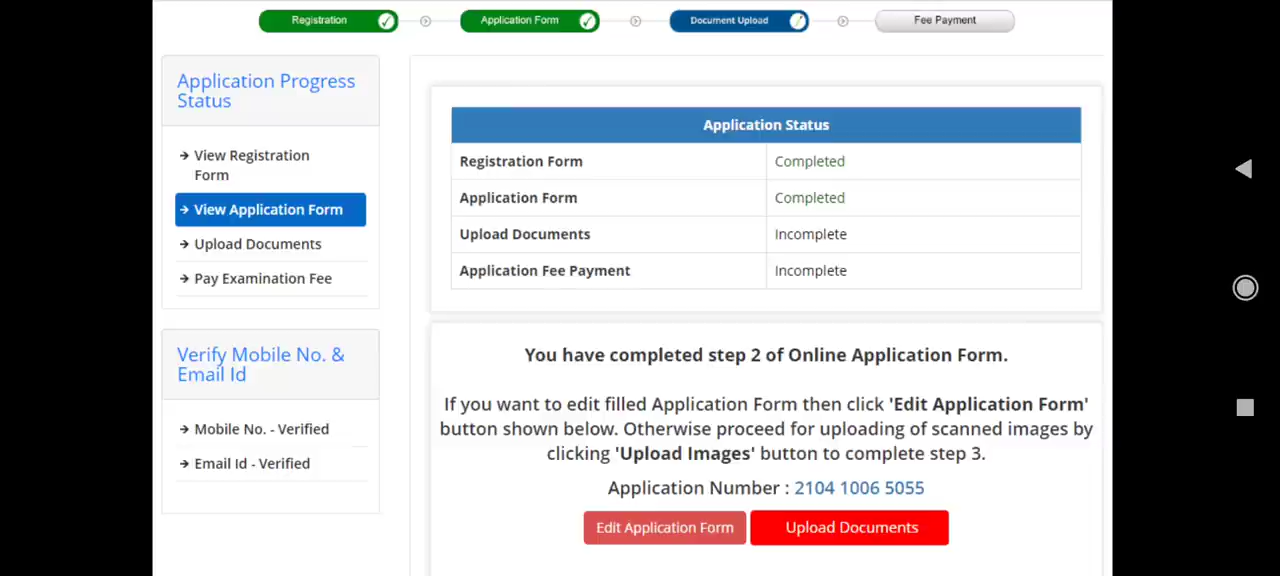 Registration
Application Form
Document Upload
Fee Payment
Application Progress
Status
View Registration
Form
View Application Form
Upload Documents
Pay Examination Fee
Verify Mobile No. &
Email Id
Mobile No. - Verified
Email Id - Verified
Application Status
Registration Form Completed
Application Form Completed
Upload Documents Incomplete
Application Fee Payment Incomplete
You have completed step 2 of Online Application Form.
If you want to edit filled Application Form then click 'Edit Application Form'
button shown below. Otherwise proceed for uploading of scanned images by
clicking 'Upload Images' button to complete step 3.
Application Number : 2104 1006 5055
Edit Application Form
Upload Documents